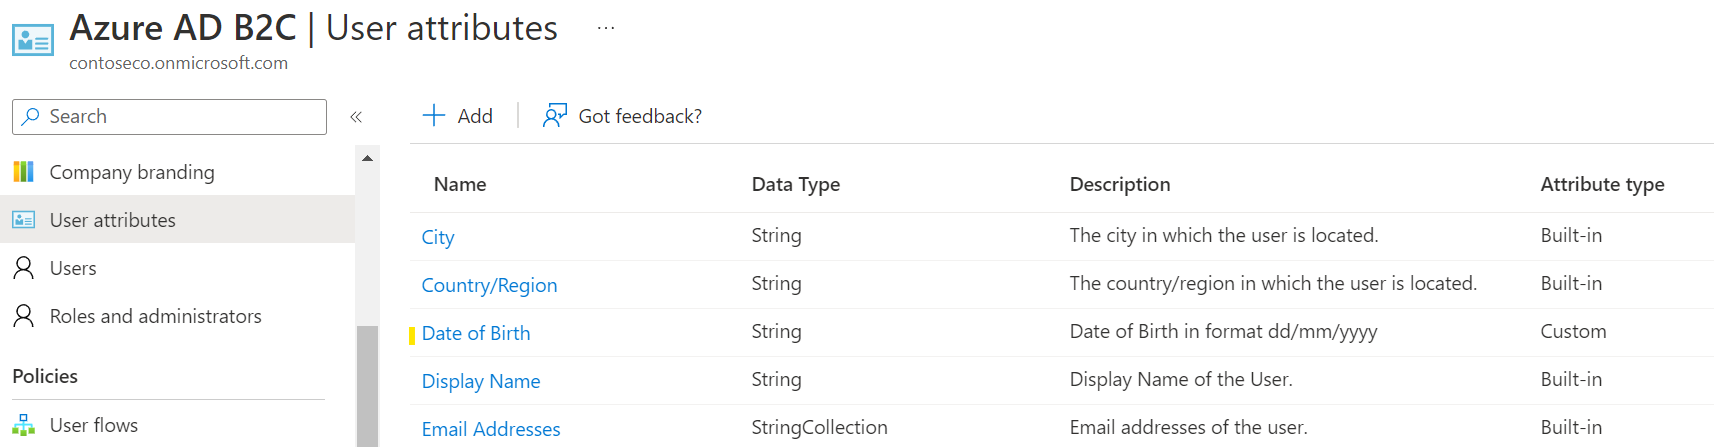 Azure AD B2C | User attributes ...
contoseco.onmicrosoft.com
Search
«
Company branding
User attributes
Users
Roles and administrators
Policies
User flows
+ Add
Got feedback?
Name Data Type Description Attribute type
City String The city in which the user is located. Built-in
Country/Region String The country/region in which the user is located. Built-in
Date of Birth String Date of Birth in format dd/mm/yyyy Custom
Display Name String Display Name of the User. Built-in
Email Addresses StringCollection Email addresses of the user. Built-in